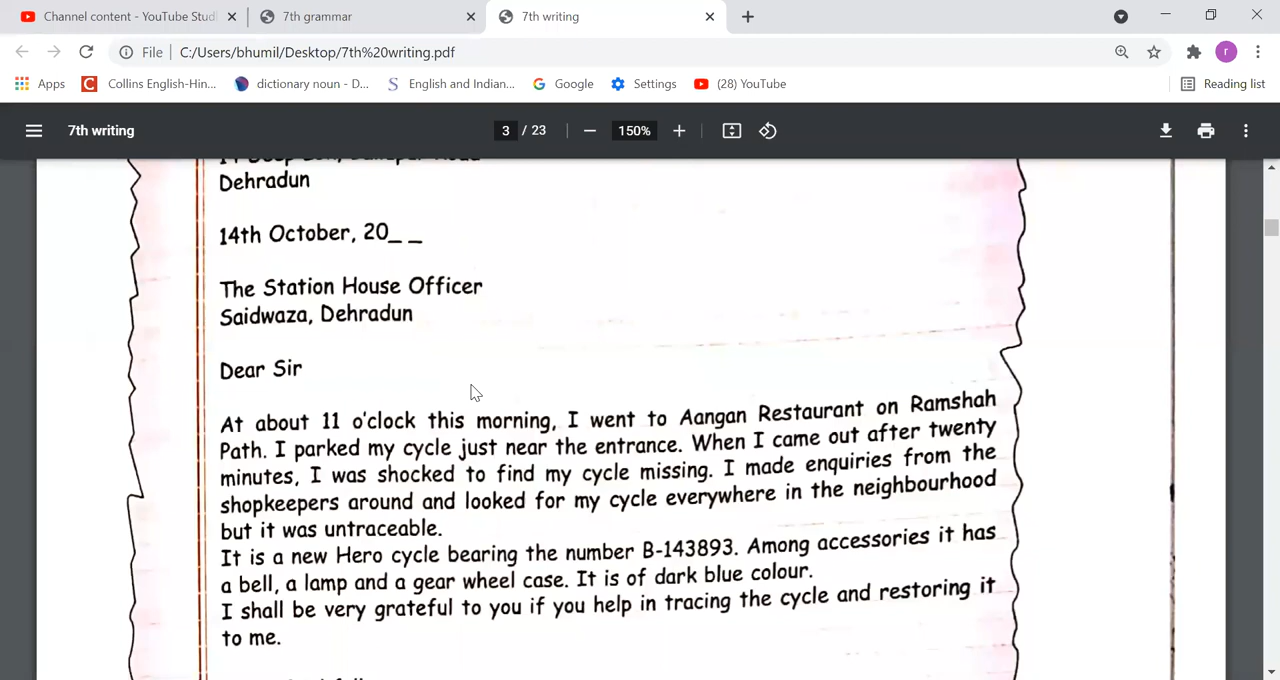 Channel content - YouTube Stud
7th grammar
7th writing
File
C:/Users/bhumil/Desktop/7th%20writing.pdf
r
Apps
Collins English-Hin...
dictionary noun - D...
English and Indian...
Google
Settings
(28) YouTube
Reading list
7th writing
3 / 23
150%
Dehradun
14th October, 20_ _
The Station House Officer
Saidwaza, Dehradun
Dear Sir
At about 11 o'clock this morning, I went to Aangan Restaurant on Ramshah
Path. I parked my cycle just near the entrance. When I came out after twenty
minutes, I was shocked to find my cycle missing. I made enquiries from the
shopkeepers around and looked for my cycle everywhere in the neighbourhood
but it was untraceable.
It is a new Hero cycle bearing the number B-143893. Among accessories it has
a bell, a lamp and a gear wheel case. It is of dark blue colour.
I shall be very grateful to you if you help in tracing the cycle and restoring it
to me.